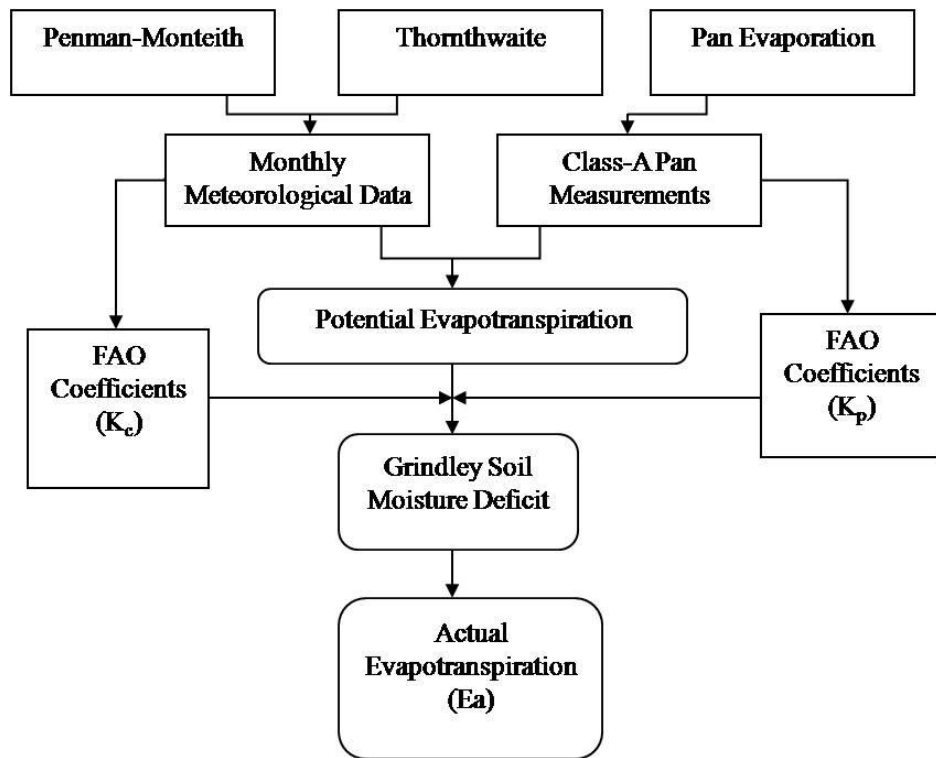 Penman-Monteith
Thornthwaite
Pan Evaporation
Monthly
Meteorological Data
Class-A Pan
Measurements
Potential Evapotranspiration
FAO
Coefficients
(Kc)
FAO
Coefficients
(Kp)
Grindley Soil
Moisture Deficit
Actual
Evapotranspiration
(Ea)